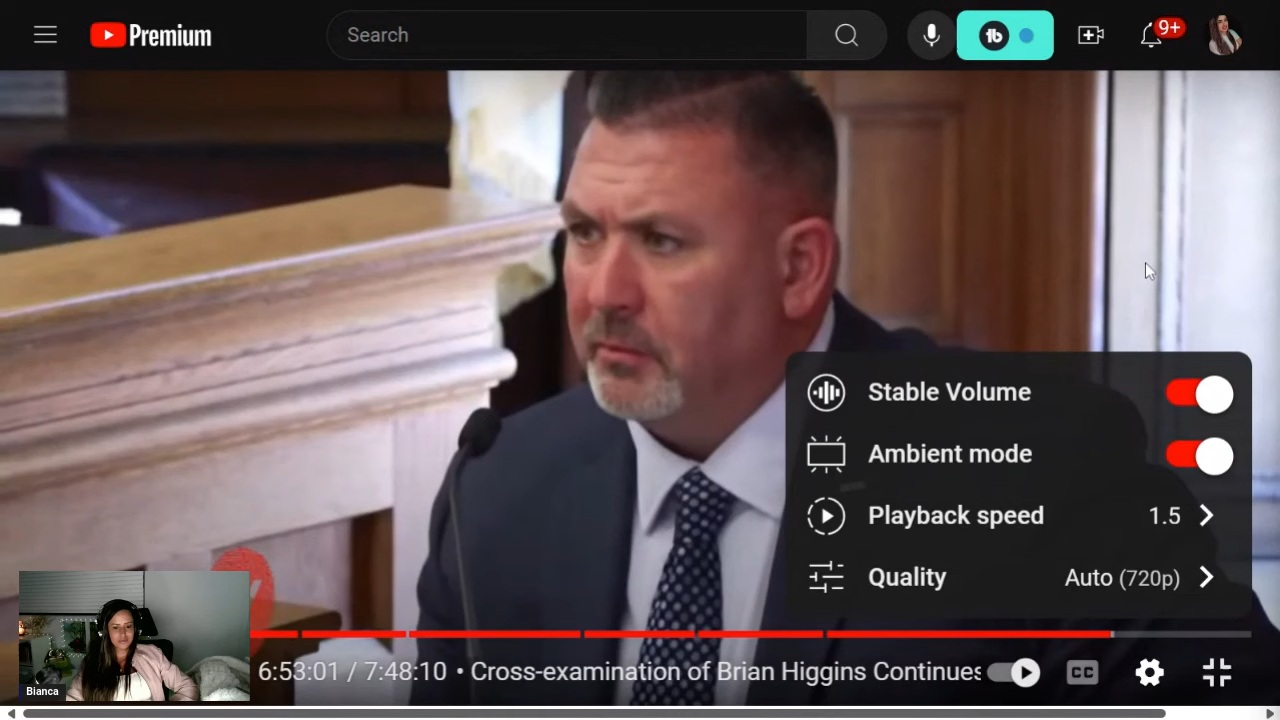 Premium
Search
9+
Stable Volume
Ambient mode
Playback speed 1.5
Quality Auto (720p)
6:53:01 / 7:48:10 • Cross-examination of Brian Higgins Continues
CC
Bianca